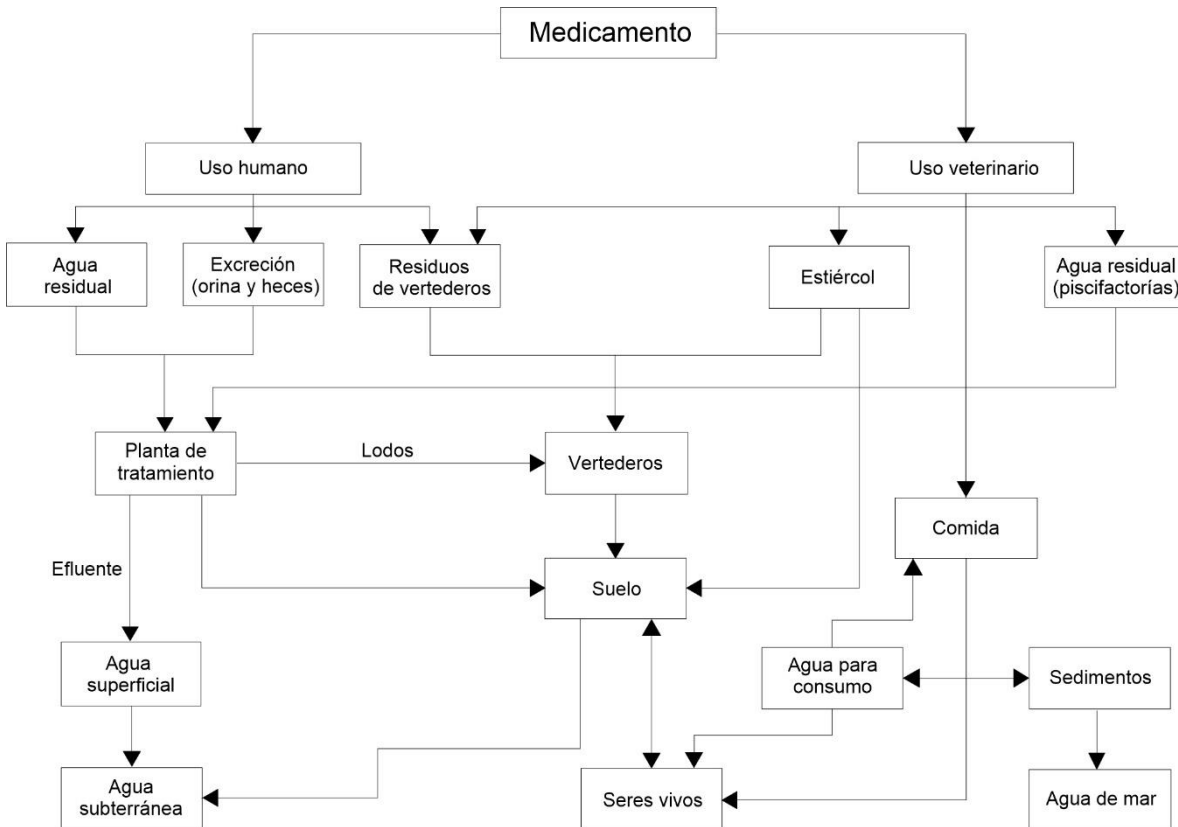 Medicamento
Uso humano
Uso veterinario
Agua
residual
Excreción
(orina y heces)
Residuos
de vertederos
Estiércol
Agua residual
(piscifactorías)
Planta de
tratamiento
Lodos
Vertederos
Comida
Efluente
Suelo
Agua
superficial
Agua para
consumo
Sedimentos
Agua
subterránea
Seres vivos
Agua de mar